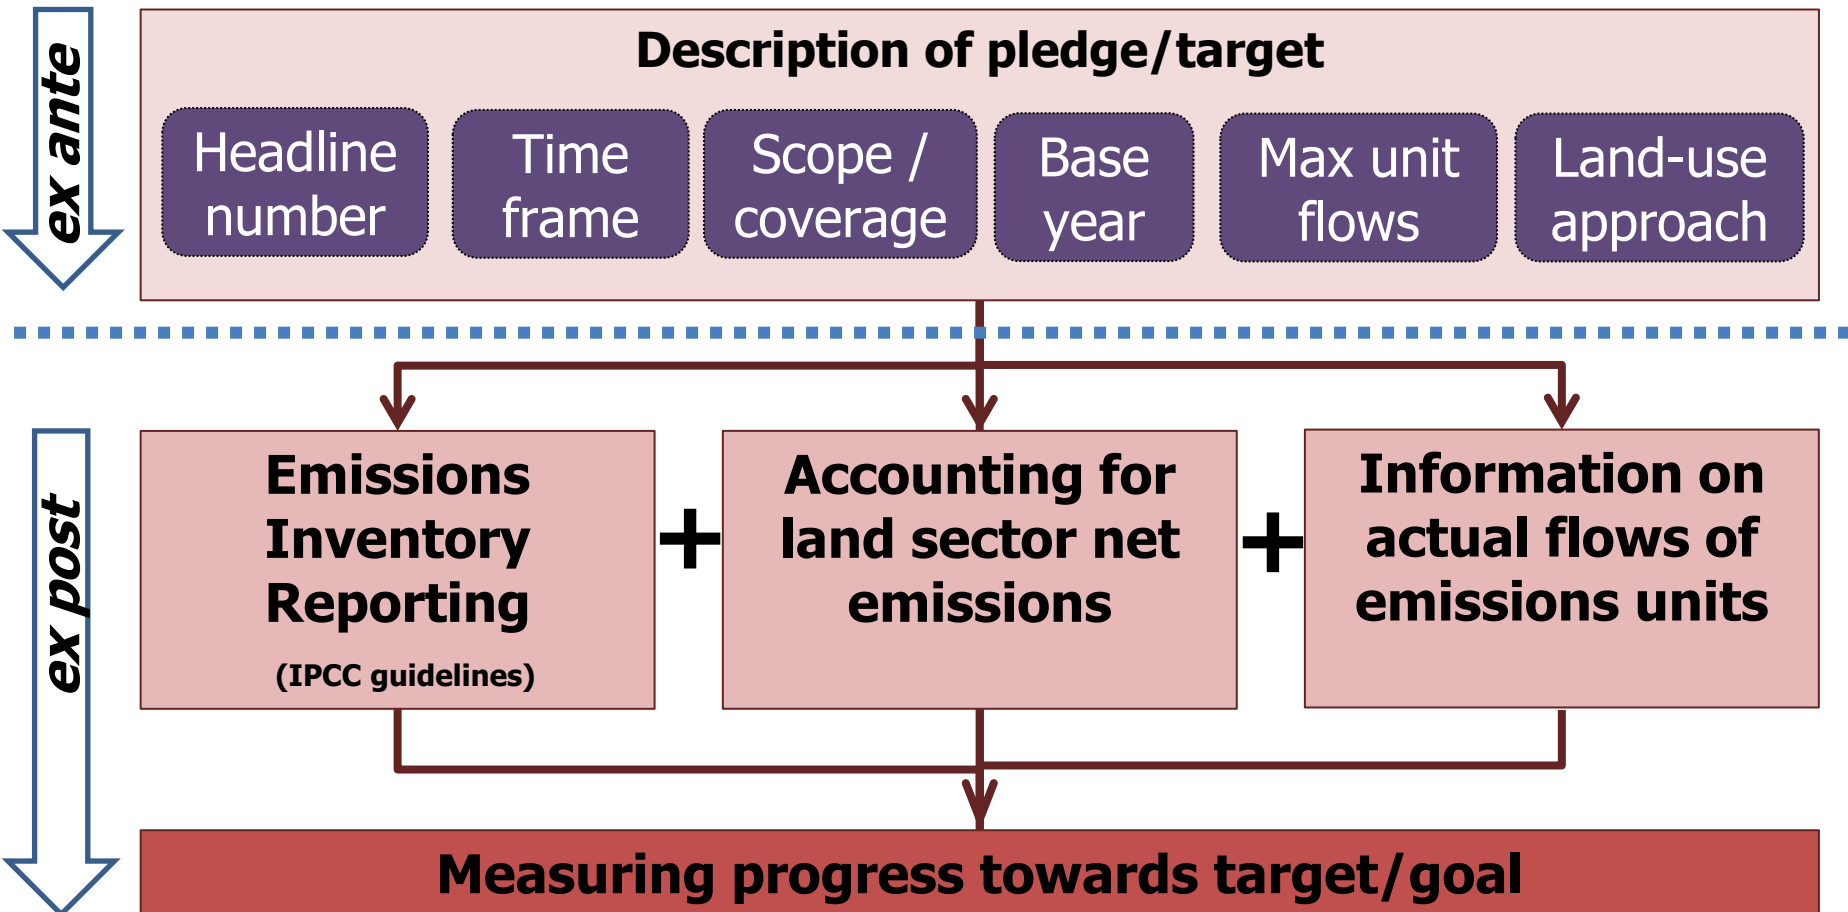 ex ante
Description of pledge/target
Headline
number
Time
frame
Scope /
coverage
Base
year
Max unit
flows
Land-use
approach
ex post
Emissions
Inventory
Reporting
(IPCC guidelines)
+
Accounting for
land sector net
emissions
+
Information on
actual flows of
emissions units
Measuring progress towards target/goal